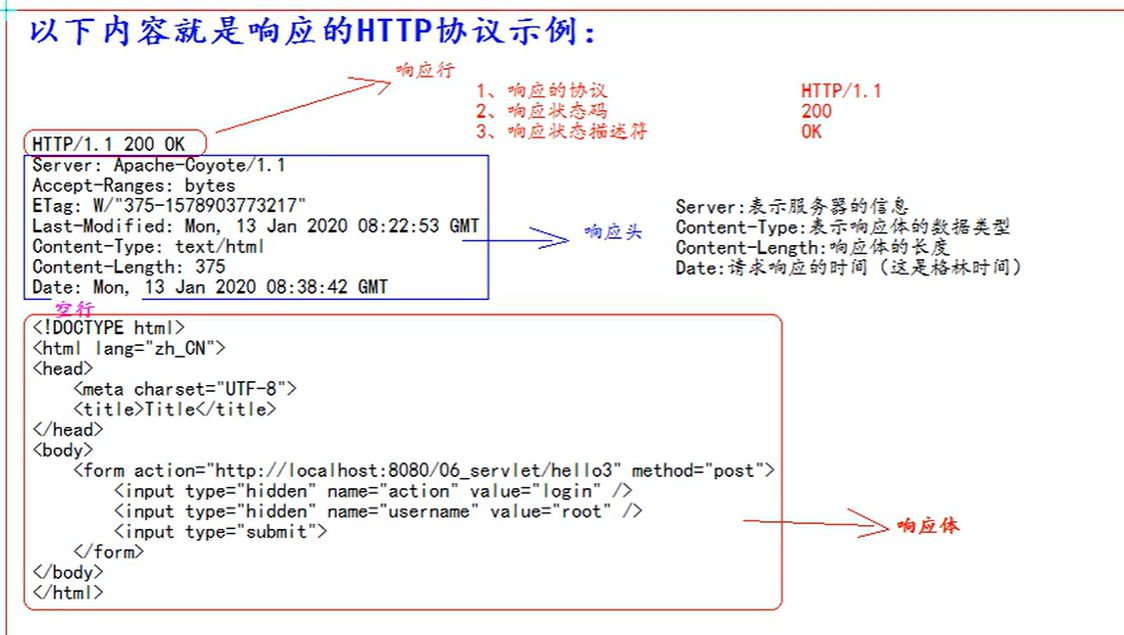 以下内容就是响应的HTTP协议示例：
响应行
1、响应的协议 HTTP/1.1
2、响应状态码 200
3、响应状态描述符 OK
HTTP/1.1 200 OK
Server: Apache-Coyote/1.1
Accept-Ranges: bytes
ETag: W/"375-1578903773217"
Last-Modified: Mon, 13 Jan 2020 08:22:53 GMT
Content-Type: text/html
Content-Length: 375
Date: Mon, 13 Jan 2020 08:38:42 GMT
响应头
Server:表示服务器的信息
Content-Type:表示响应体的数据类型
Content-Length:响应体的长度
Date:请求响应的时间（这是格林时间）
空行
<!DOCTYPE html>
<html lang="zh_CN">
<head>
    <meta charset="UTF-8">
    <title>Title</title>
</head>
<body>
    <form action="http://localhost:8080/06_servlet/hello3" method="post">
        <input type="hidden" name="action" value="login" />
        <input type="hidden" name="username" value="root" />
        <input type="submit">
    </form>
</body>
</html>
响应体